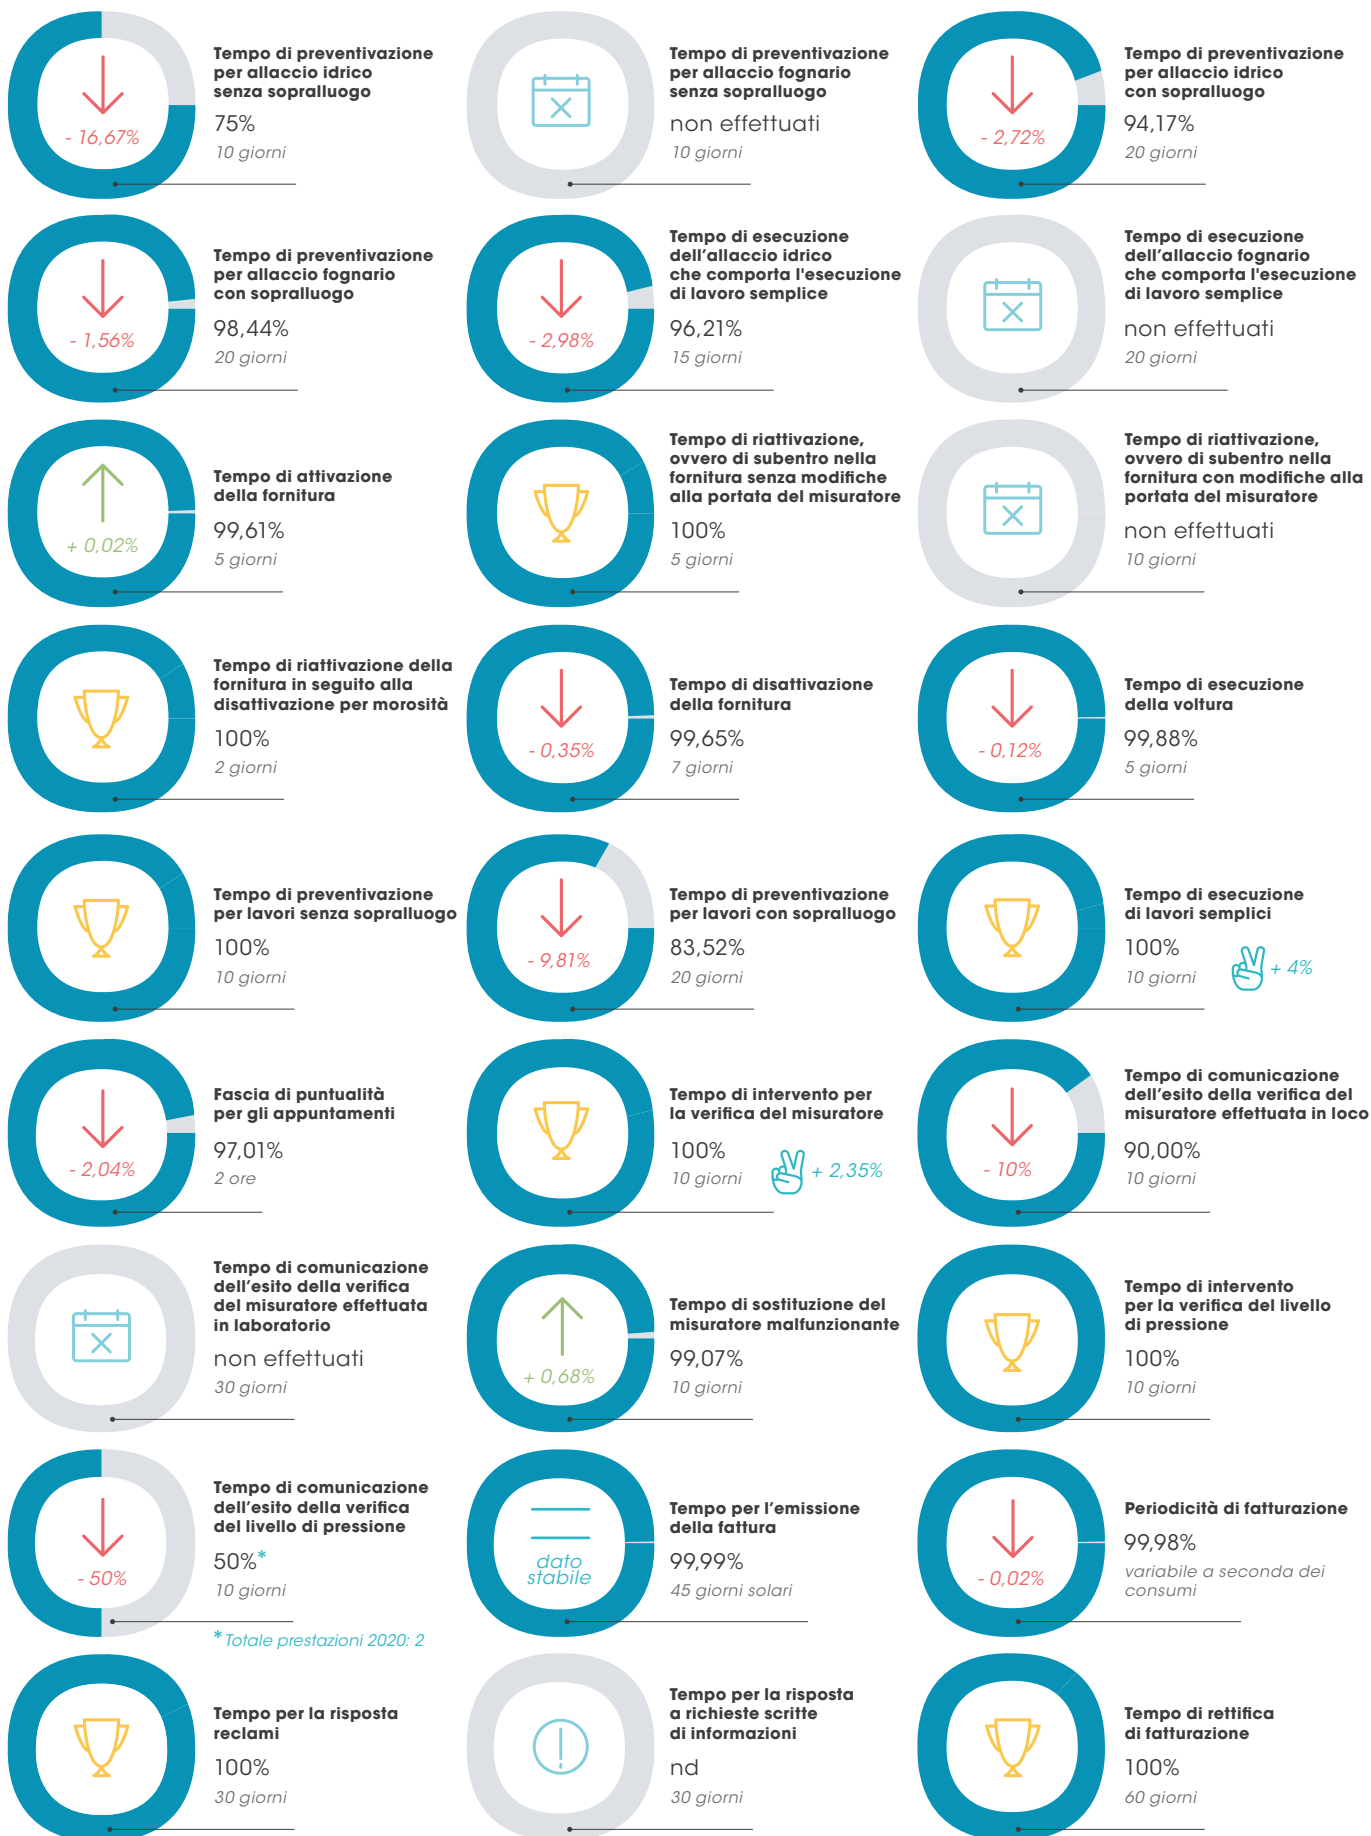 - 16,67%
Tempo di preventivazione
per allaccio idrico
senza sopralluogo
75%
10 giorni
Tempo di preventivazione
per allaccio fognario
senza sopralluogo
non effettuati
10 giorni
- 2,72%
Tempo di preventivazione
per allaccio idrico
con sopralluogo
94,17%
20 giorni
- 1,56%
Tempo di preventivazione
per allaccio fognario
con sopralluogo
98,44%
20 giorni
- 2,98%
Tempo di esecuzione
dell'allaccio idrico
che comporta l'esecuzione
di lavoro semplice
96,21%
15 giorni
Tempo di esecuzione
dell'allaccio fognario
che comporta l'esecuzione
di lavoro semplice
non effettuati
20 giorni
+ 0,02%
Tempo di attivazione
della fornitura
99,61%
5 giorni
Tempo di riattivazione,
ovvero di subentro nella
fornitura senza modifiche
alla portata del misuratore
100%
5 giorni
Tempo di riattivazione,
ovvero di subentro nella
fornitura con modifiche alla
portata del misuratore
non effettuati
10 giorni
Tempo di riattivazione della
fornitura in seguito alla
disattivazione per morosità
100%
2 giorni
- 0,35%
Tempo di disattivazione
della fornitura
99,65%
7 giorni
- 0,12%
Tempo di esecuzione
della voltura
99,88%
5 giorni
Tempo di preventivazione
per lavori senza sopralluogo
100%
10 giorni
- 9,81%
Tempo di preventivazione
per lavori con sopralluogo
83,52%
20 giorni
Tempo di esecuzione
di lavori semplici
100%
10 giorni
+ 4%
- 2,04%
Fascia di puntualità
per gli appuntamenti
97,01%
2 ore
Tempo di intervento per
la verifica del misuratore
100%
10 giorni
+ 2,35%
- 10%
Tempo di comunicazione
dell'esito della verifica del
misuratore effettuata in loco
90,00%
10 giorni
Tempo di comunicazione
dell'esito della verifica
del misuratore effettuata
in laboratorio
non effettuati
30 giorni
+ 0,68%
Tempo di sostituzione del
misuratore malfunzionante
99,07%
10 giorni
Tempo di intervento
per la verifica del livello
di pressione
100%
10 giorni
- 50%
Tempo di comunicazione
dell'esito della verifica
del livello di pressione
50%*
10 giorni
* Totale prestazioni 2020: 2
dato
stabile
Tempo per l'emissione
della fattura
99,99%
45 giorni solari
- 0,02%
Periodicità di fatturazione
99,98%
variabile a seconda dei
consumi
Tempo per la risposta
reclami
100%
30 giorni
Tempo per la risposta
a richieste scritte
di informazioni
nd
30 giorni
Tempo di rettifica
di fatturazione
100%
60 giorni